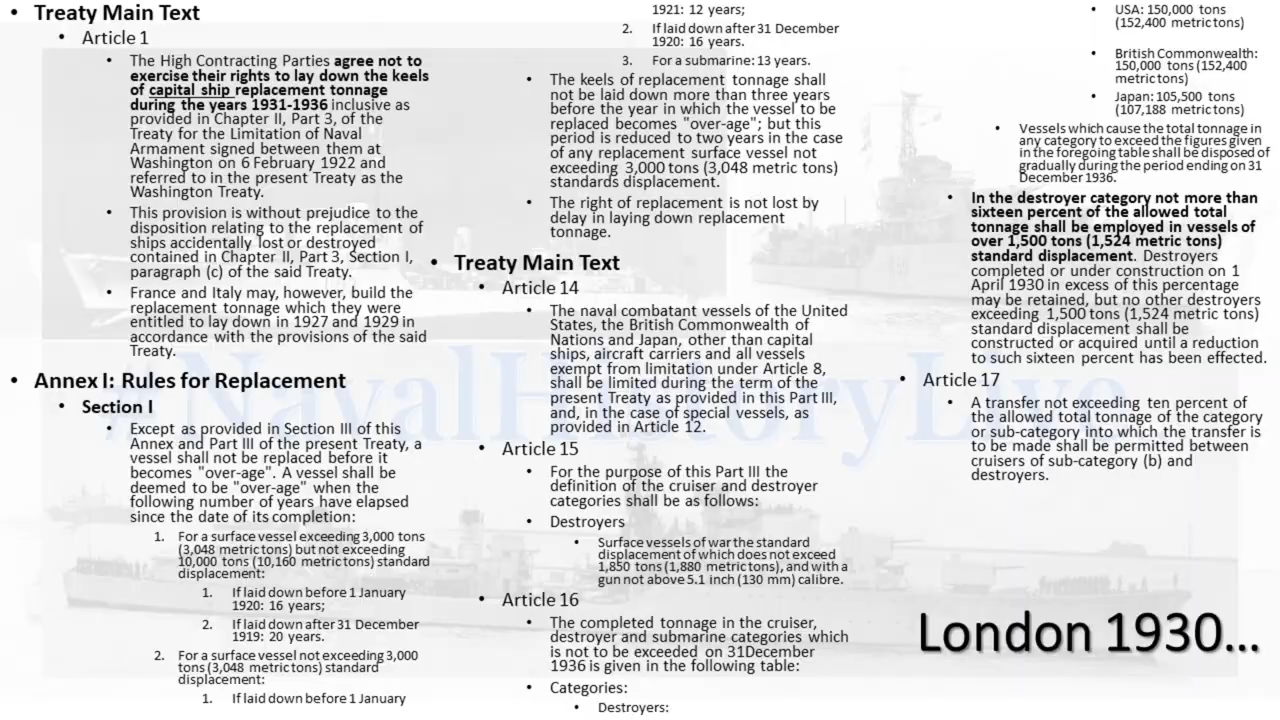 Treaty Main Text
Article 1
The High Contracting Parties agree not to
exercise their rights to lay down the keels
of capital ship replacement tonnage
during the years 1931-1936 inclusive as
provided in Chapter II, Part 3, of the
Treaty for the Limitation of Naval
Armament signed between them at
Washington on 6 February 1922 and
referred to in the present Treaty as the
Washington Treaty.
This provision is without prejudice to the
disposition relating to the replacement of
ships accidentally lost or destroyed
contained in Chapter II, Part 3, Section I,
paragraph (c) of the said Treaty.
France and Italy may, however, build the
replacement tonnage which they were
entitled to lay down in 1927 and 1929 in
accordance with the provisions of the said
Treaty.
Annex I: Rules for Replacement
Section I
Except as provided in Section III of this
Annex and Part III of the present Treaty, a
vessel shall not be replaced before it
becomes "over-age". A vessel shall be
deemed to be "over-age" when the
following number of years have elapsed
since the date of its completion:
1. For a surface vessel exceeding 3,000 tons
(3,048 metric tons) but not exceeding
10,000 tons (10,160 metric tons) standard
displacement:
1. If laid down before 1 January
1920: 16 years;
2. If laid down after 31 December
1919: 20 years.
2. For a surface vessel not exceeding 3,000
tons (3,048 metric tons) standard
displacement:
1. If laid down before 1 January
1921: 12 years;
2. If laid down after 31 December
1920: 16 years.
3. For a submarine: 13 years.
The keels of replacement tonnage shall
not be laid down more than three years
before the year in which the vessel to be
replaced becomes "over-age"; but this
period is reduced to two years in the case
of any replacement surface vessel not
exceeding 3,000 tons (3,048 metric tons)
standards displacement.
The right of replacement is not lost by
delay in laying down replacement
tonnage.
Treaty Main Text
Article 14
The naval combatant vessels of the United
States, the British Commonwealth of
Nations and Japan, other than capital
ships, aircraft carriers and all vessels
exempt from limitation under Article 8,
shall be limited during the term of the
present Treaty as provided in this Part III,
and, in the case of special vessels, as
provided in Article 12.
Article 15
For the purpose of this Part III the
definition of the cruiser and destroyer
categories shall be as follows:
Destroyers
Surface vessels of war the standard
displacement of which does not exceed
1,850 tons (1,880 metric tons), and with a
gun not above 5.1 inch (130 mm) calibre.
Article 16
The completed tonnage in the cruiser,
destroyer and submarine categories which
is not to be exceeded on 31December
1936 is given in the following table:
Categories:
Destroyers:
USA: 150,000 tons
(152,400 metric tons)
British Commonwealth:
150,000 tons (152,400
metric tons)
Japan: 105,500 tons
(107,188 metric tons)
Vessels which cause the total tonnage in
any category to exceed the figures given
in the foregoing table shall be disposed of
gradually during the period ending on 31
December 1936.
In the destroyer category not more than
sixteen percent of the allowed total
tonnage shall be employed in vessels of
over 1,500 tons (1,524 metric tons)
standard displacement. Destroyers
completed or under construction on 1
April 1930 in excess of this percentage
may be retained, but no other destroyers
exceeding 1,500 tons (1,524 metric tons)
standard displacement shall be
constructed or acquired until a reduction
to such sixteen percent has been effected.
Article 17
A transfer not exceeding ten percent of
the allowed total tonnage of the category
or sub-category into which the transfer is
to be made shall be permitted between
cruisers of sub-category (b) and
destroyers.
#NavalHistoryLive
London 1930...